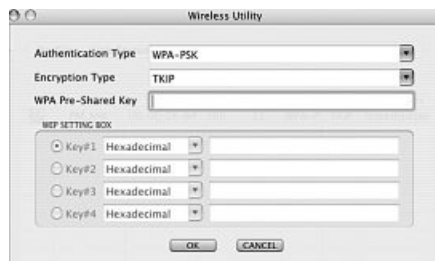 Wireless Utility
Authentication Type WPA-PSK
Encryption Type TKIP
WPA Pre-Shared Key
WEP SETTING BOX
Key#1 Hexadecimal
Key#2 Hexadecimal
Key#3 Hexadecimal
Key#4 Hexadecimal
OK CANCEL